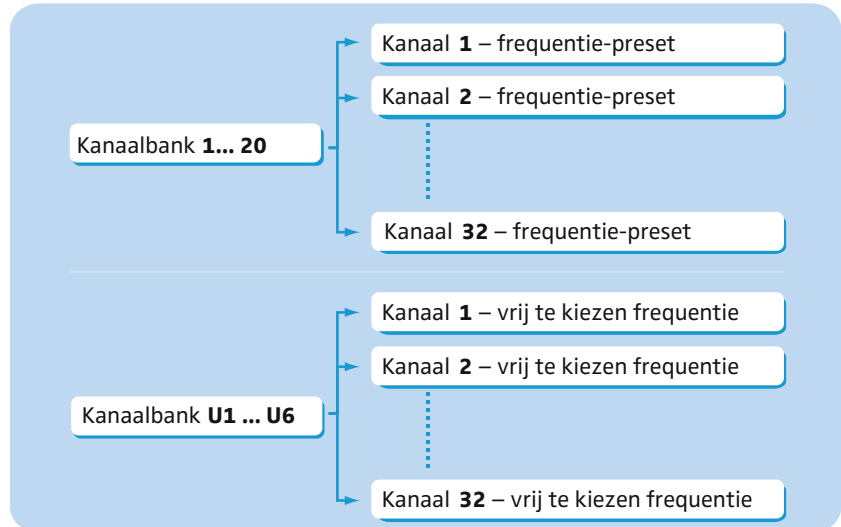 Kanaal 1 – frequentie-preset
Kanaal 2 – frequentie-preset
Kanaalbank 1... 20
Kanaal 32 – frequentie-preset
Kanaal 1 – vrij te kiezen frequentie
Kanaal 2 – vrij te kiezen frequentie
Kanaalbank U1 ... U6
Kanaal 32 – vrij te kiezen frequentie